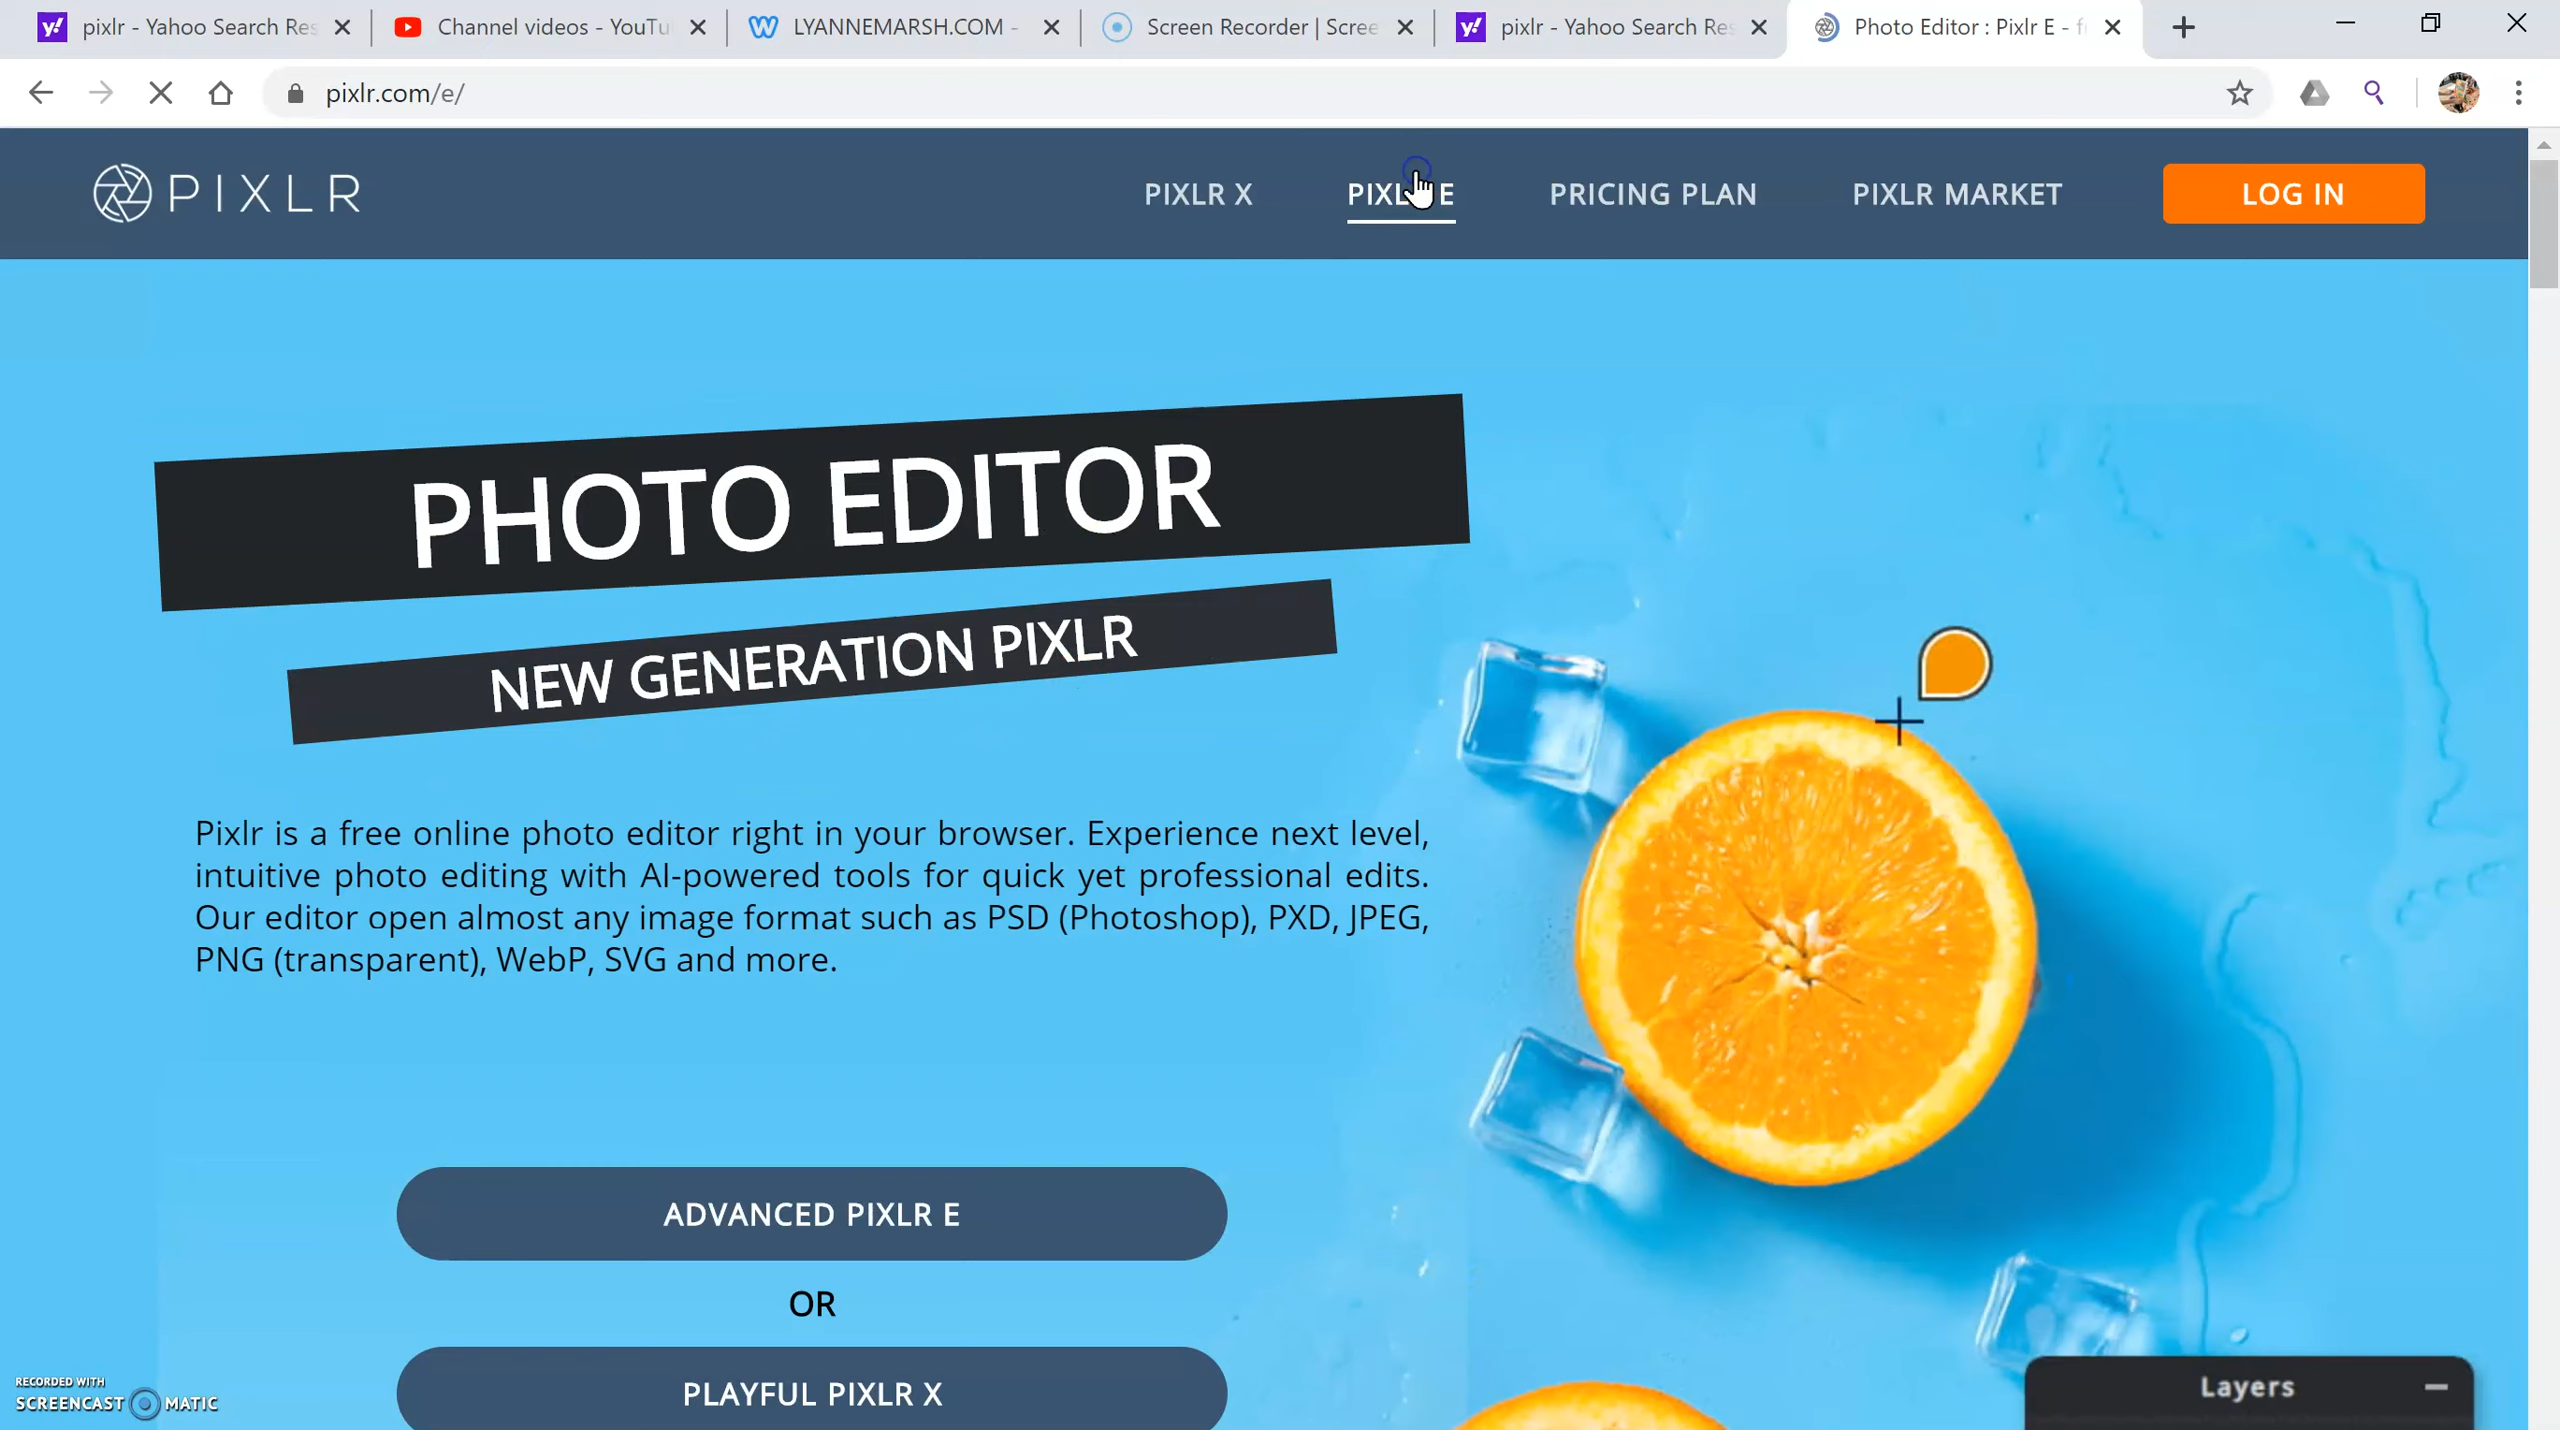 pixlr - Yahoo Search Res
Channel videos - YouTu
LYANNEMARSH.COM -
Screen Recorder | Scree
pixlr - Yahoo Search Res
Photo Editor : Pixlr E - f
pixlr.com/e/
PIXLR
PIXLR X
PIXL E
PRICING PLAN
PIXLR MARKET
LOG IN
PHOTO EDITOR
NEW GENERATION PIXLR
Pixlr is a free online photo editor right in your browser. Experience next level,
intuitive photo editing with AI-powered tools for quick yet professional edits.
Our editor open almost any image format such as PSD (Photoshop), PXD, JPEG,
PNG (transparent), WebP, SVG and more.
ADVANCED PIXLR E
OR
PLAYFUL PIXLR X
Layers
RECORDED WITH
SCREENCAST MATIC